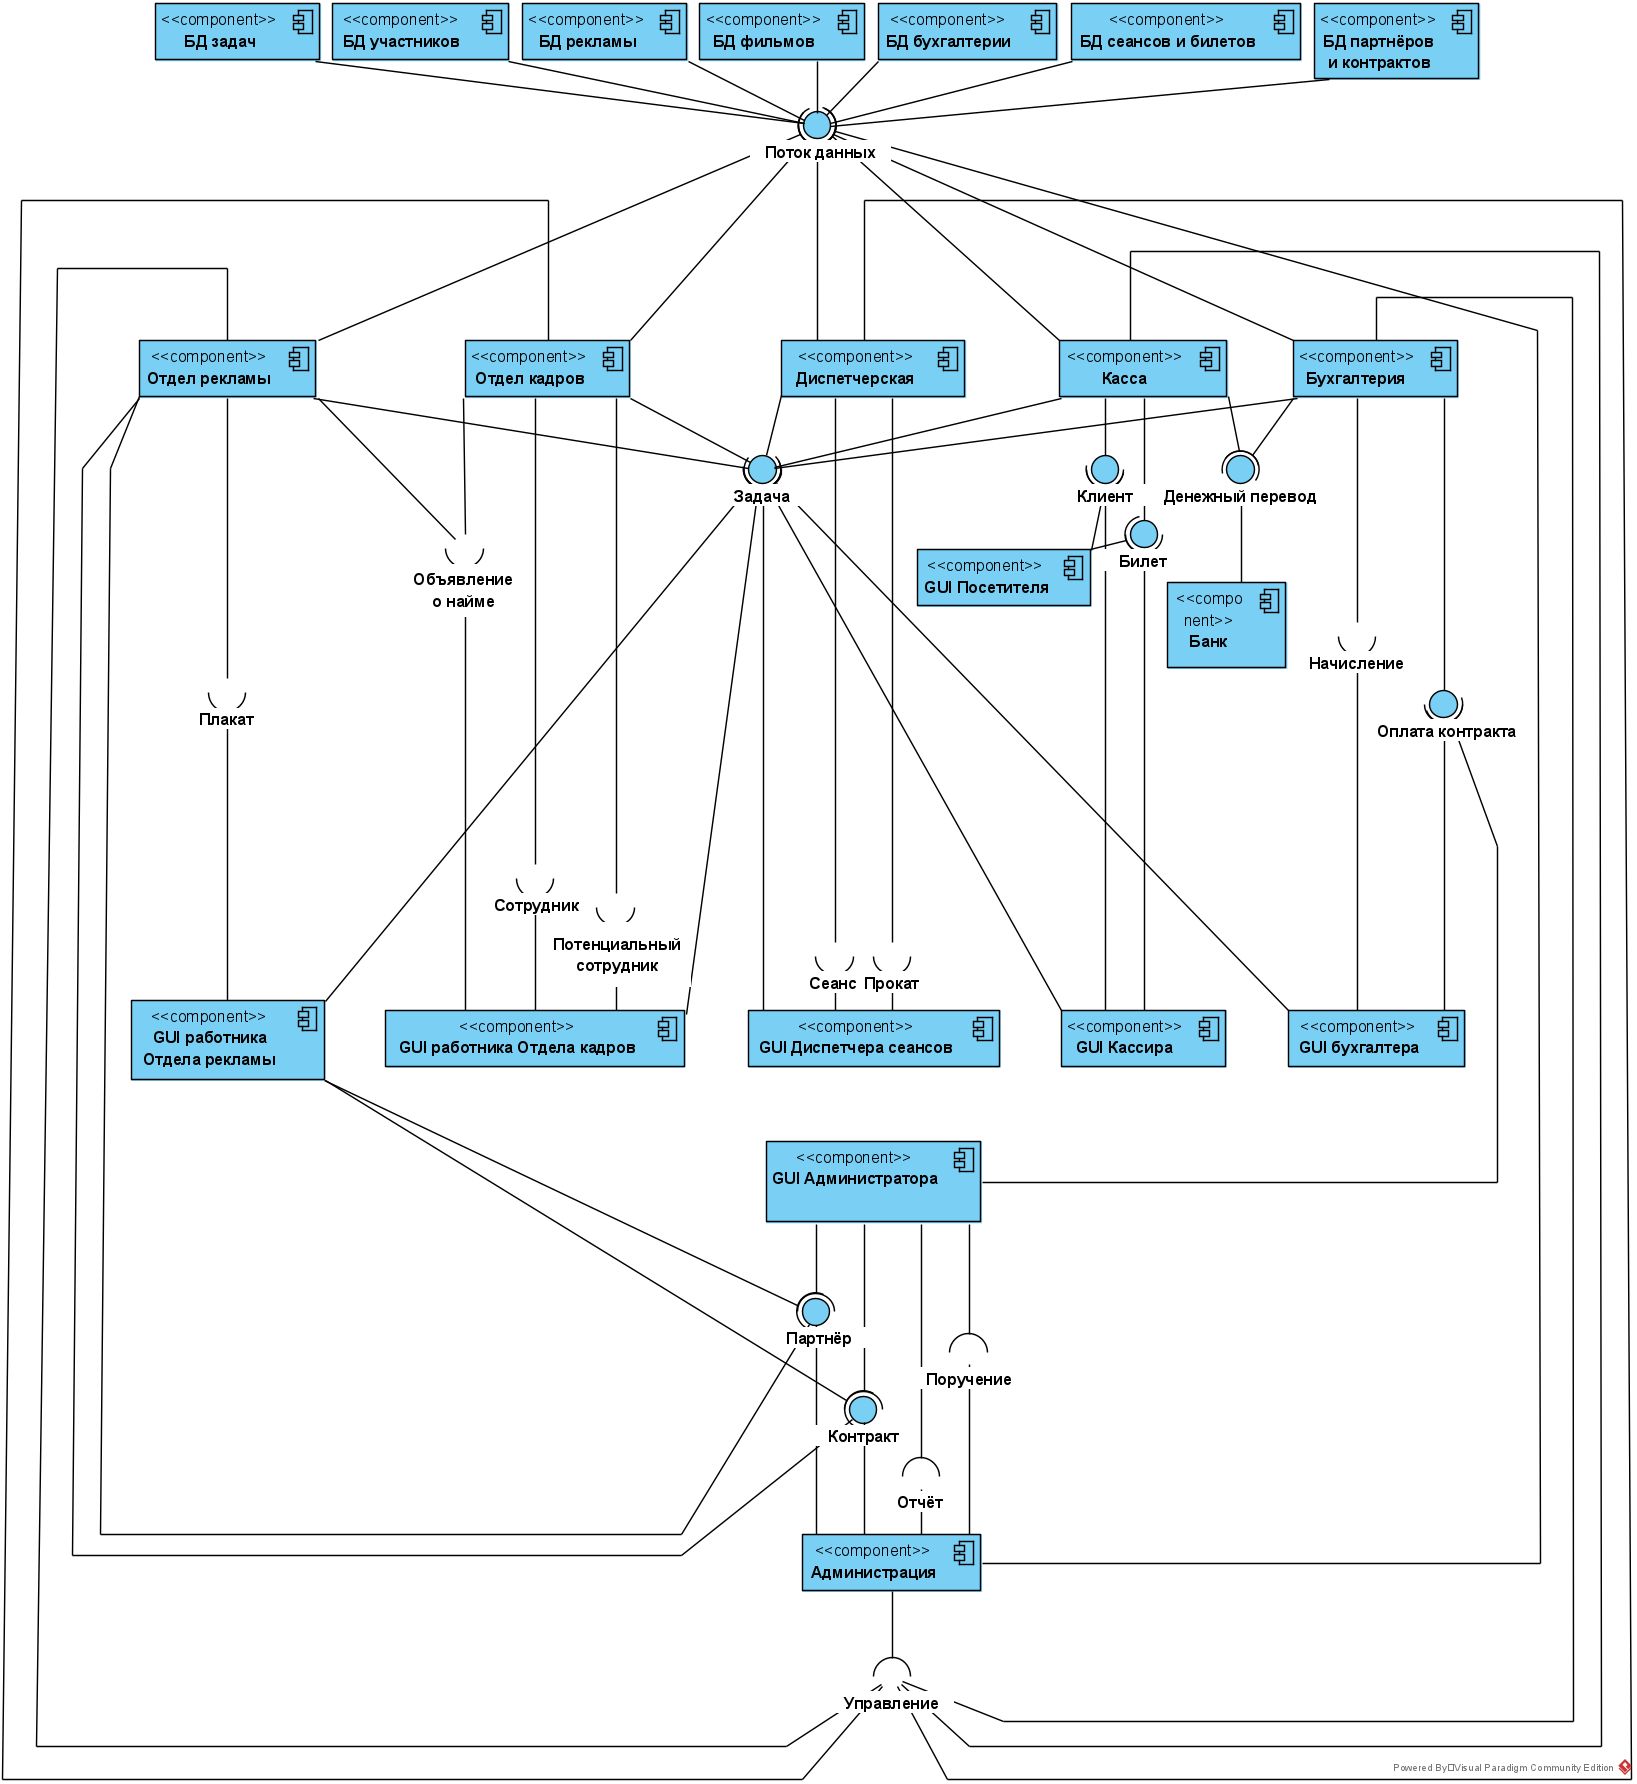 <<component>>
БД задач
<<component>>
БД участников
<<component>>
БД рекламы
<<component>>
БД фильмов
<<component>>
БД бухгалтерии
<<component>>
БД сеансов и билетов
<<component>>
БД партнёров
и контрактов
Поток данных
<<component>>
Отдел рекламы
<<component>>
Отдел кадров
<<component>>
Диспетчерская
<<component>>
Касса
<<component>>
Бухгалтерия
Задача
Клиент
Денежный перевод
Билет
<<component>>
GUI Посетителя
Объявление
о найме
<<compo
nent>>
Банк
Начисление
Плакат
Оплата контракта
Сотрудник
Потенциальный
сотрудник
Сеанс
Прокат
<<component>>
GUI работника
Отдела рекламы
<<component>>
GUI работника Отдела кадров
<<component>>
GUI Диспетчера сеансов
<<component>>
GUI Кассира
<<component>>
GUI бухгалтера
<<component>>
GUI Администратора
Партнёр
Поручение
Контракт
Отчёт
<<component>>
Администрация
Управление
Powered By Visual Paradigm Community Edition